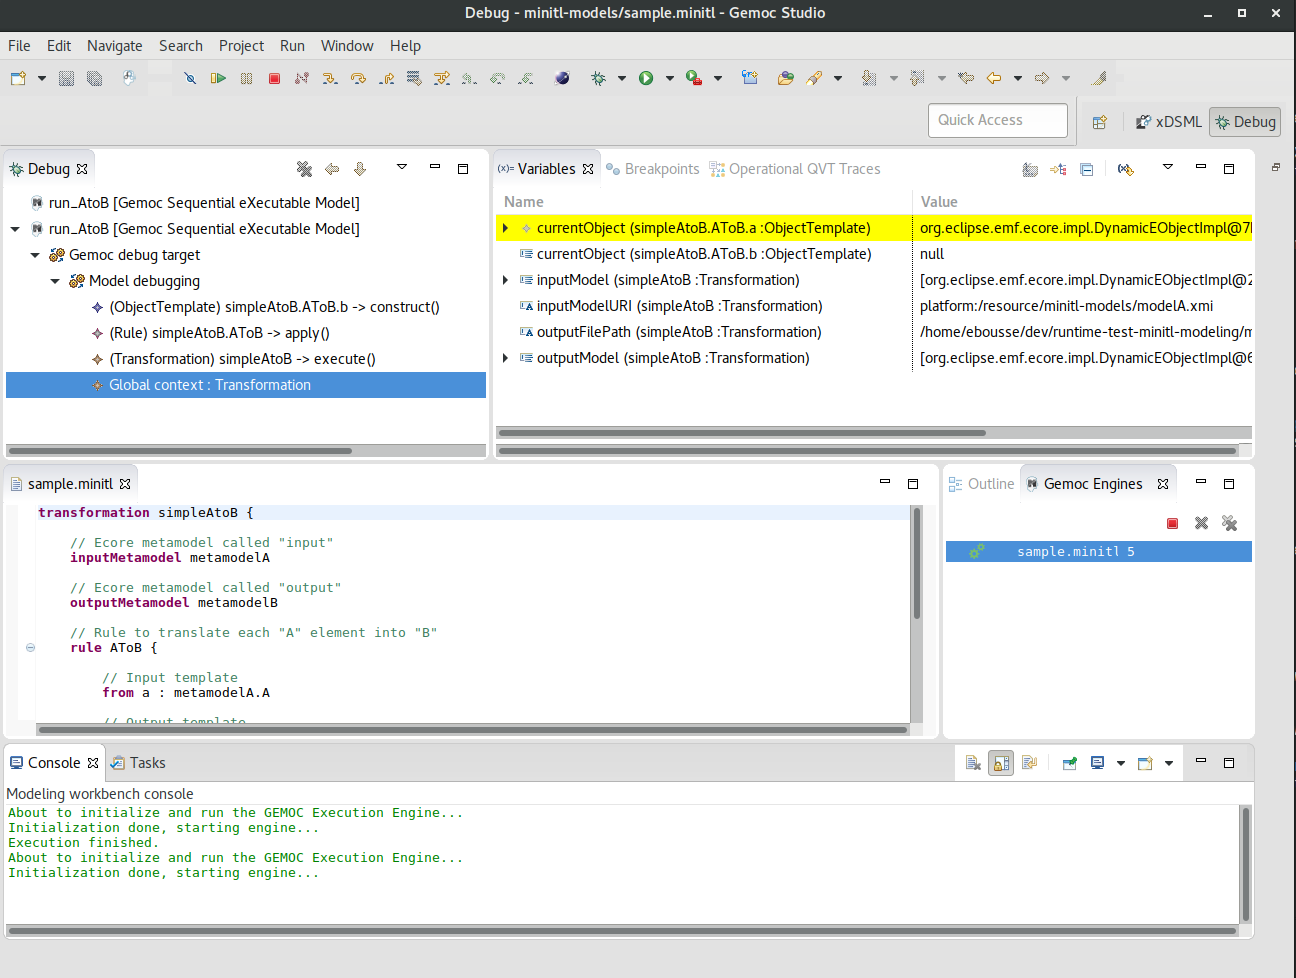 Debug - minitl-models/sample.minitl - Gemoc Studio
File Edit Navigate Search Project Run Window Help
Quick Access
xDSML
Debug
Debug
run_AtoB [Gemoc Sequential eXecutable Model]
run_AtoB [Gemoc Sequential eXecutable Model]
Gemoc debug target
Model debugging
(ObjectTemplate) simpleAtoB.AToB.b -> construct()
(Rule) simpleAtoB.AToB -> apply()
(Transformation) simpleAtoB -> execute()
Global context : Transformation
(x)= Variables Breakpoints Operational QVT Traces
Name Value
currentObject (simpleAtoB.AToB.a :ObjectTemplate) org.eclipse.emf.ecore.impl.DynamicEObjectImpl@7
currentObject (simpleAtoB.AToB.b :ObjectTemplate) null
inputModel (simpleAtoB :Transformation) [org.eclipse.emf.ecore.impl.DynamicEObjectImpl@2
inputModelURI (simpleAtoB :Transformation) platform:/resource/minitl-models/modelA.xmi
outputFilePath (simpleAtoB :Transformation) /home/ebousse/dev/runtime-test-minitl-modeling/m
outputModel (simpleAtoB :Transformation) [org.eclipse.emf.ecore.impl.DynamicEObjectImpl@6
sample.minitl
transformation simpleAtoB {
// Ecore metamodel called "input"
inputMetamodel metamodelA
// Ecore metamodel called "output"
outputMetamodel metamodelB
// Rule to translate each "A" element into "B"
rule AToB {
// Input template
from a : metamodelA.A
// Output template
Outline Gemoc Engines
sample.minitl 5
Console Tasks
Modeling workbench console
About to initialize and run the GEMOC Execution Engine...
Initialization done, starting engine...
Execution finished.
About to initialize and run the GEMOC Execution Engine...
Initialization done, starting engine...